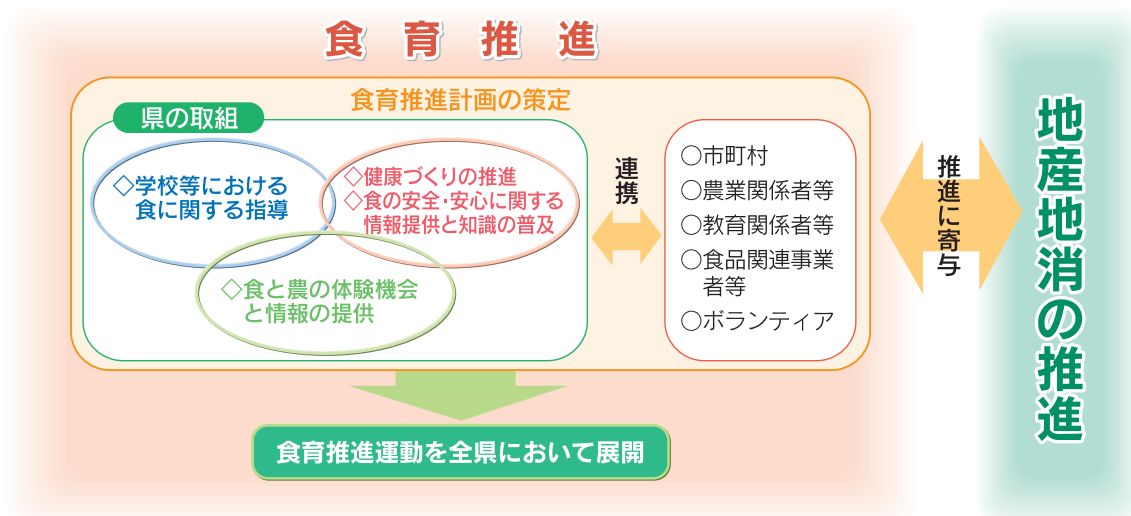 食育推進
食育推進計画の策定
県の取組
◇学校等における
食に関する指導
◇健康づくりの推進
◇食の安全・安心に関する
情報提供と知識の普及
◇食と農の体験機会
と情報の提供
連携
○市町村
○農業関係者等
○教育関係者等
○食品関連事業
者等
○ボランティア
食育推進運動を全県において展開
推進に寄与
地産地消の推進